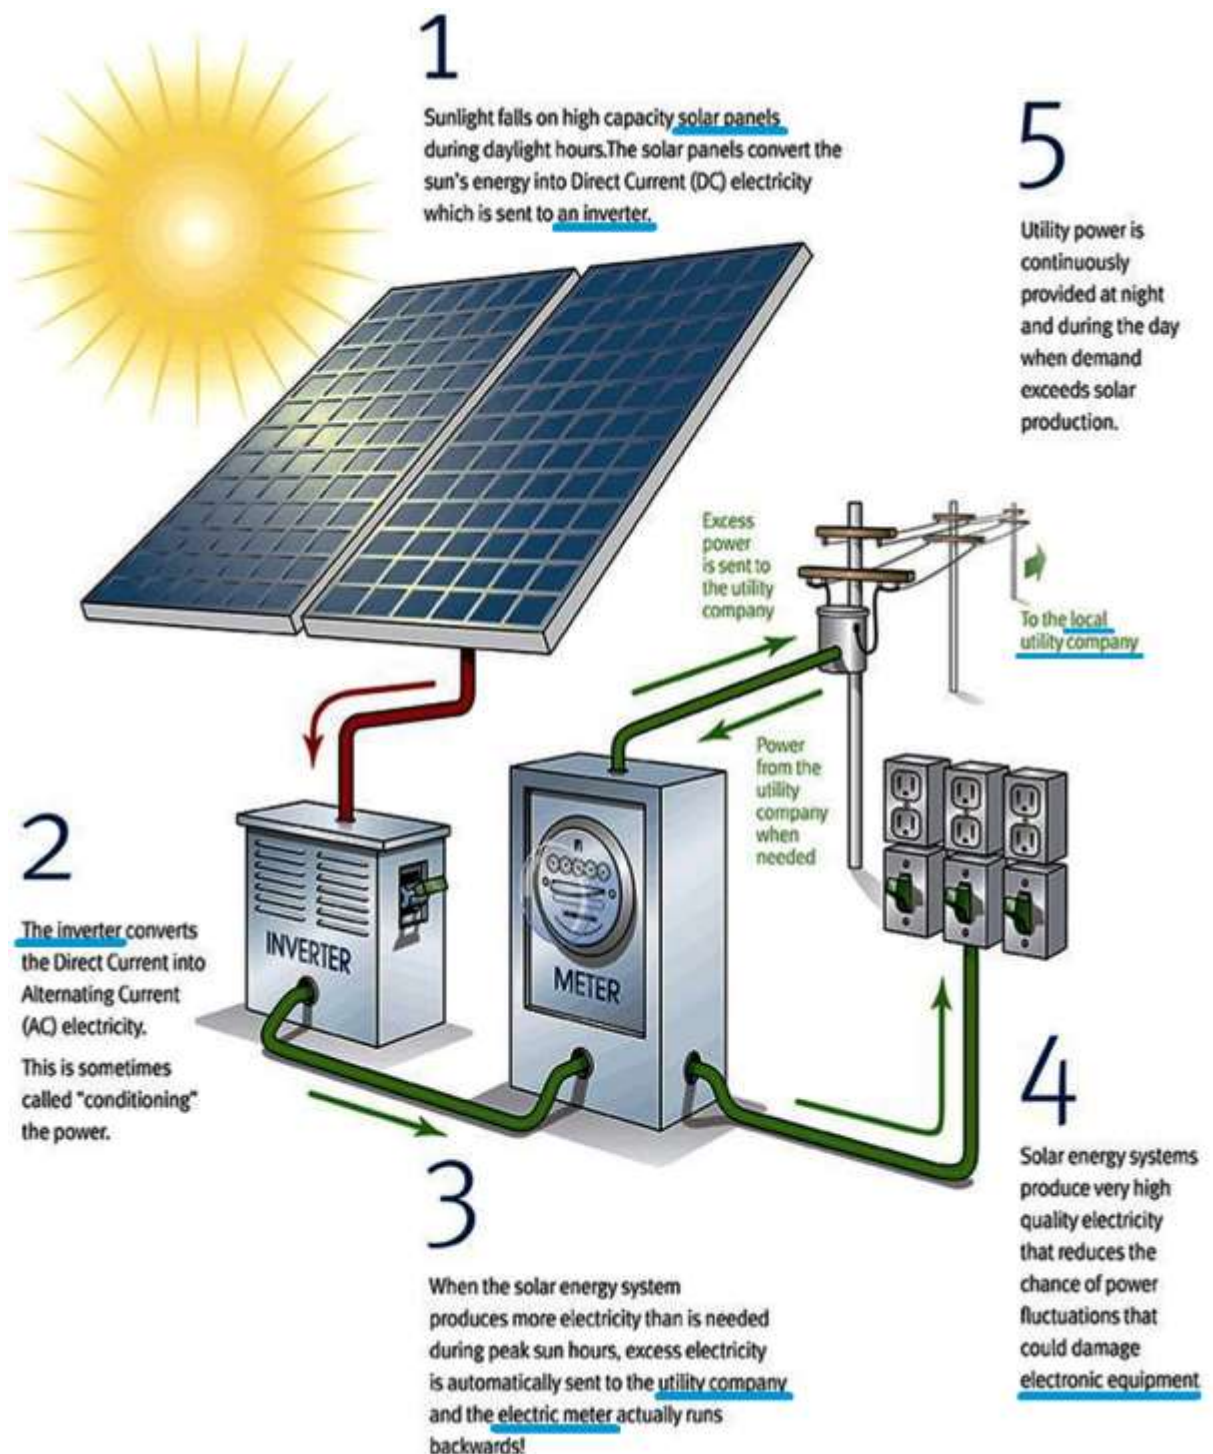 1
Sunlight falls on high capacity solar panels
during daylight hours.The solar panels convert the
sun's energy into Direct Current (DC) electricity
which is sent to an inverter.
5
Utility power is
continuously
provided at night
and during the day
when demand
exceeds solar
production.
Excess
power
is sent to
the utility
company
To the local
utility company
Power
from the
utility
company
when
needed
2
The inverter converts
the Direct Current into
Alternating Current
(AC) electricity.
This is sometimes
called "conditioning"
the power.
INVERTER
METER
3
When the solar energy system
produces more electricity than is needed
during peak sun hours, excess electricity
is automatically sent to the utility company
and the electric meter actually runs
backwards!
4
Solar energy systems
produce very high
quality electricity
that reduces the
chance of power
fluctuations that
could damage
electronic equipment